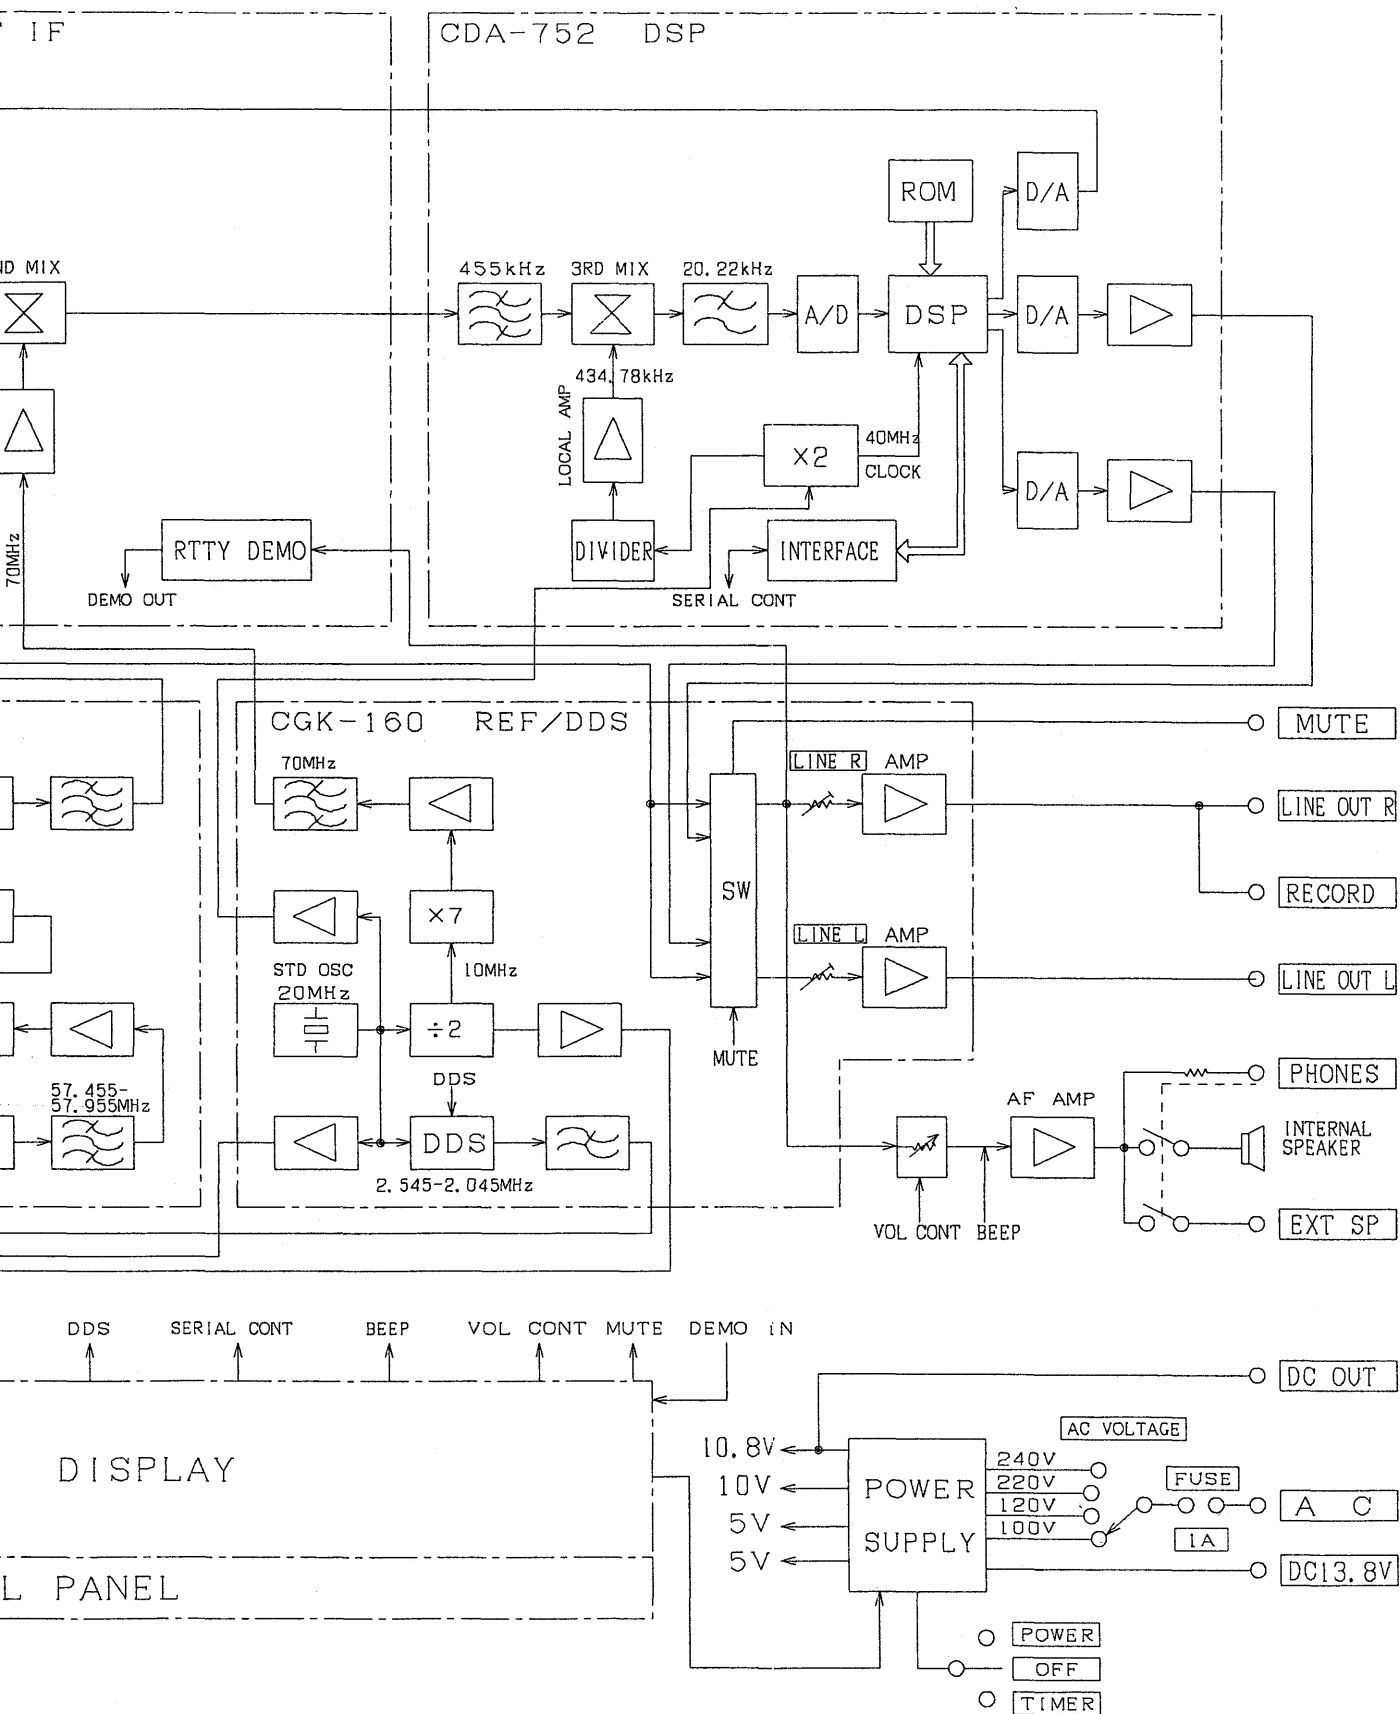 IF
CDA-752 DSP
ROM
D/A
ND MIX
455kHz
3RD MIX
20.22kHz
A/D
DSP
D/A
434.78kHz
LOCAL AMP
×2
40MHz
CLOCK
D/A
70MHz
RTTY DEMO
DIVIDER
INTERFACE
DEMO OUT
SERIAL CONT
CGK-160 REF/DDS
MUTE
70MHz
LINE R AMP
LINE OUT R
×7
SW
RECORD
LINE L AMP
STD OSC
20MHz
10MHz
LINE OUT L
÷2
MUTE
57.455-
57.955MHz
DDS
DDS
2.545-2.045MHz
AF AMP
PHONES
INTERNAL
SPEAKER
VOL CONT BEEP
EXT SP
DDS SERIAL CONT BEEP VOL CONT MUTE DEMO IN
DC OUT
DISPLAY
10.8V
10V
5V
5V
POWER
SUPPLY
AC VOLTAGE
240V
220V
120V
100V
FUSE
1A
A C
DC13.8V
L PANEL
POWER
OFF
TIMER